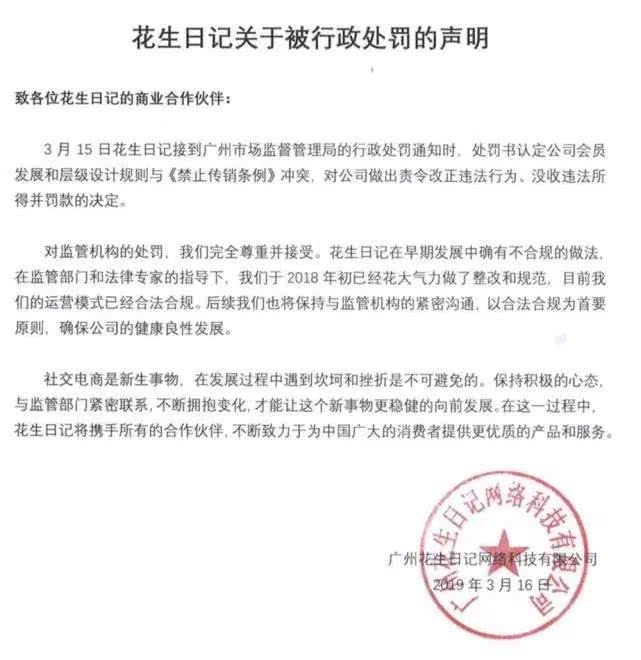 花生日记关于被行政处罚的声明
致各位花生日记的商业合作伙伴：
3 月 15 日花生日记接到广州市场监督管理局的行政处罚通知时，处罚书认定公司会员
发展和层级设计规则与《禁止传销条例》冲突，对公司做出责令改正违法行为、没收违法所
得并罚款的决定。
对监管机构的处罚，我们完全尊重并接受。花生日记在早期发展中确有不合规的做法，
在监管部门和法律专家的指导下，我们于 2018 年初已经花大气力做了整改和规范，目前我
们的运营模式已经合法合规。后续我们也将保持与监管机构的紧密沟通，以合法合规为首要
原则，确保公司的健康良性发展。
社交电商是新生事物，在发展过程中遇到坎坷和挫折是不可避免的。保持积极的心态，
与监管部门紧密联系，不断拥抱变化，才能让这个新事物更稳健的向前发展。在这一过程中，
花生日记将携手所有的合作伙伴，不断致力于为中国广大的消费者提供更优质的产品和服务。
广州花生日记网络科技有限公司
2019 年 3 月 16 日
广州花生日记网络科技有限公司